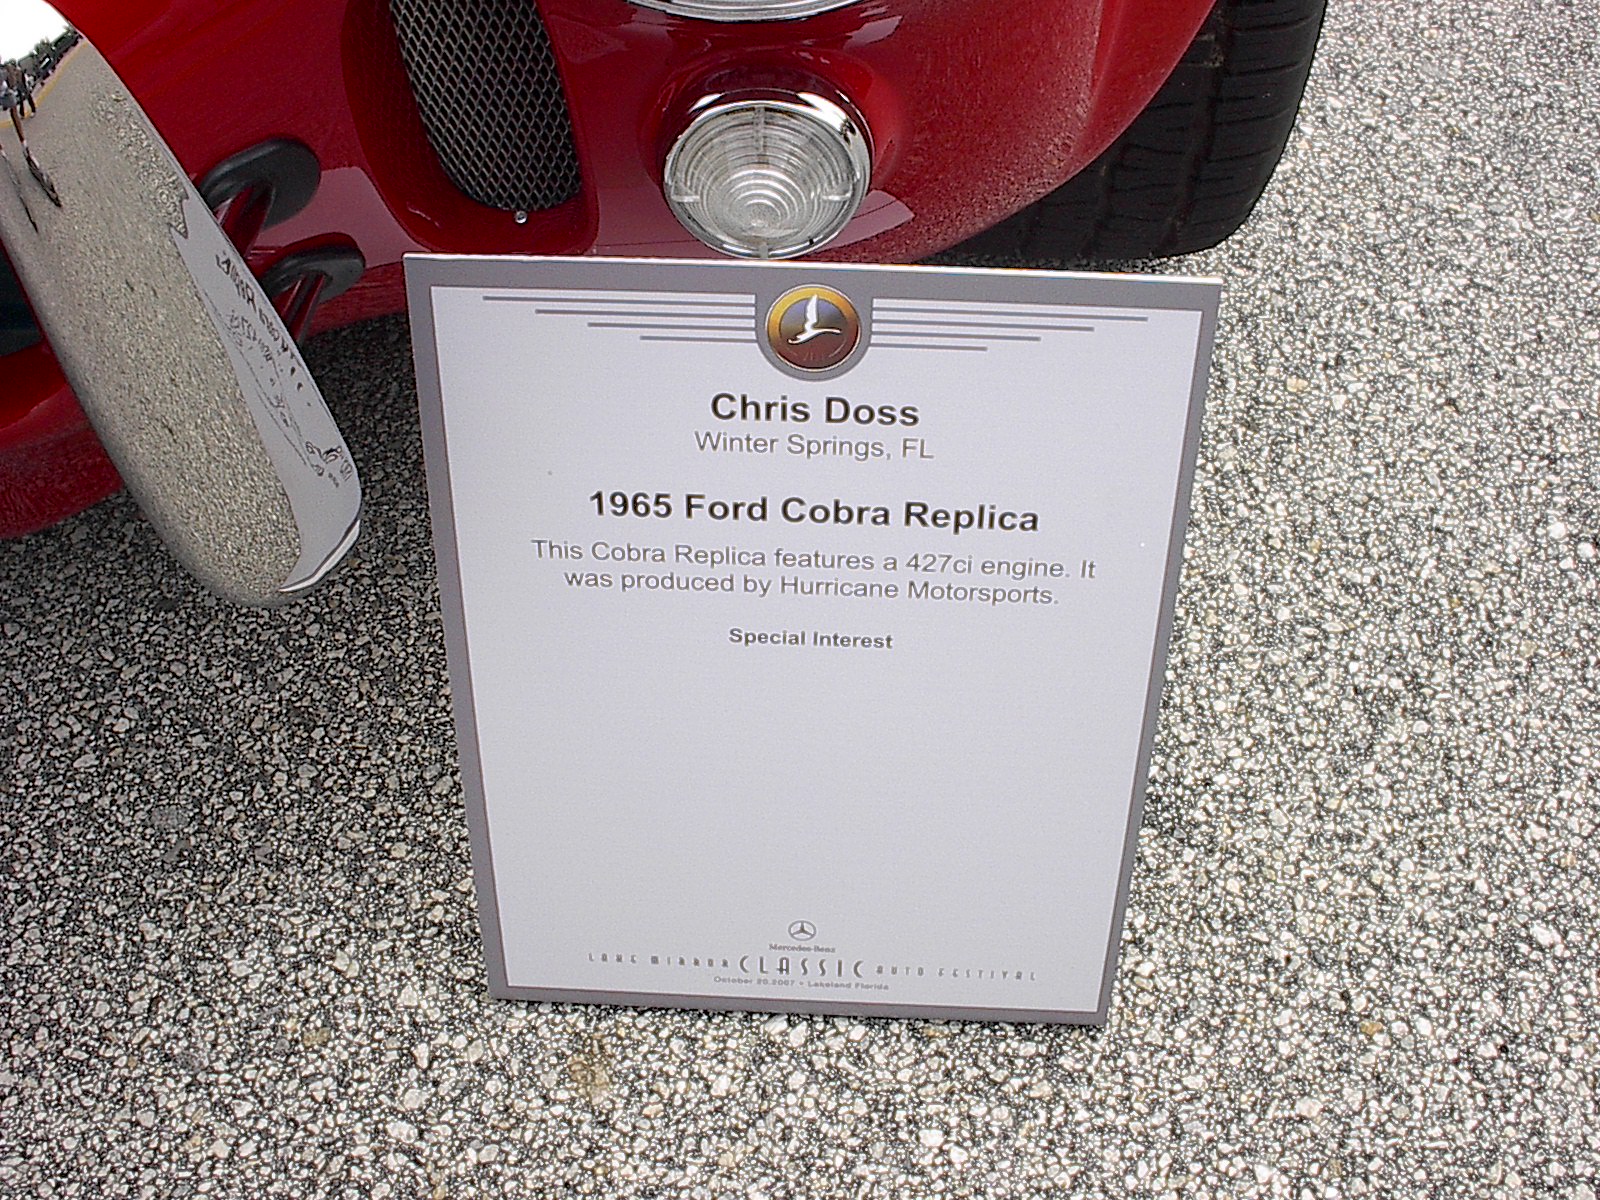 Chris Doss
Winter Springs, FL
1965 Ford Cobra Replica
This Cobra Replica features a 427ci engine. It
was produced by Hurricane Motorsports.
Special Interest
Mercedes-Benz
LAKE MIRROR CLASSIC AUTO FESTIVAL
October 20.2007 • Lakeland Florida